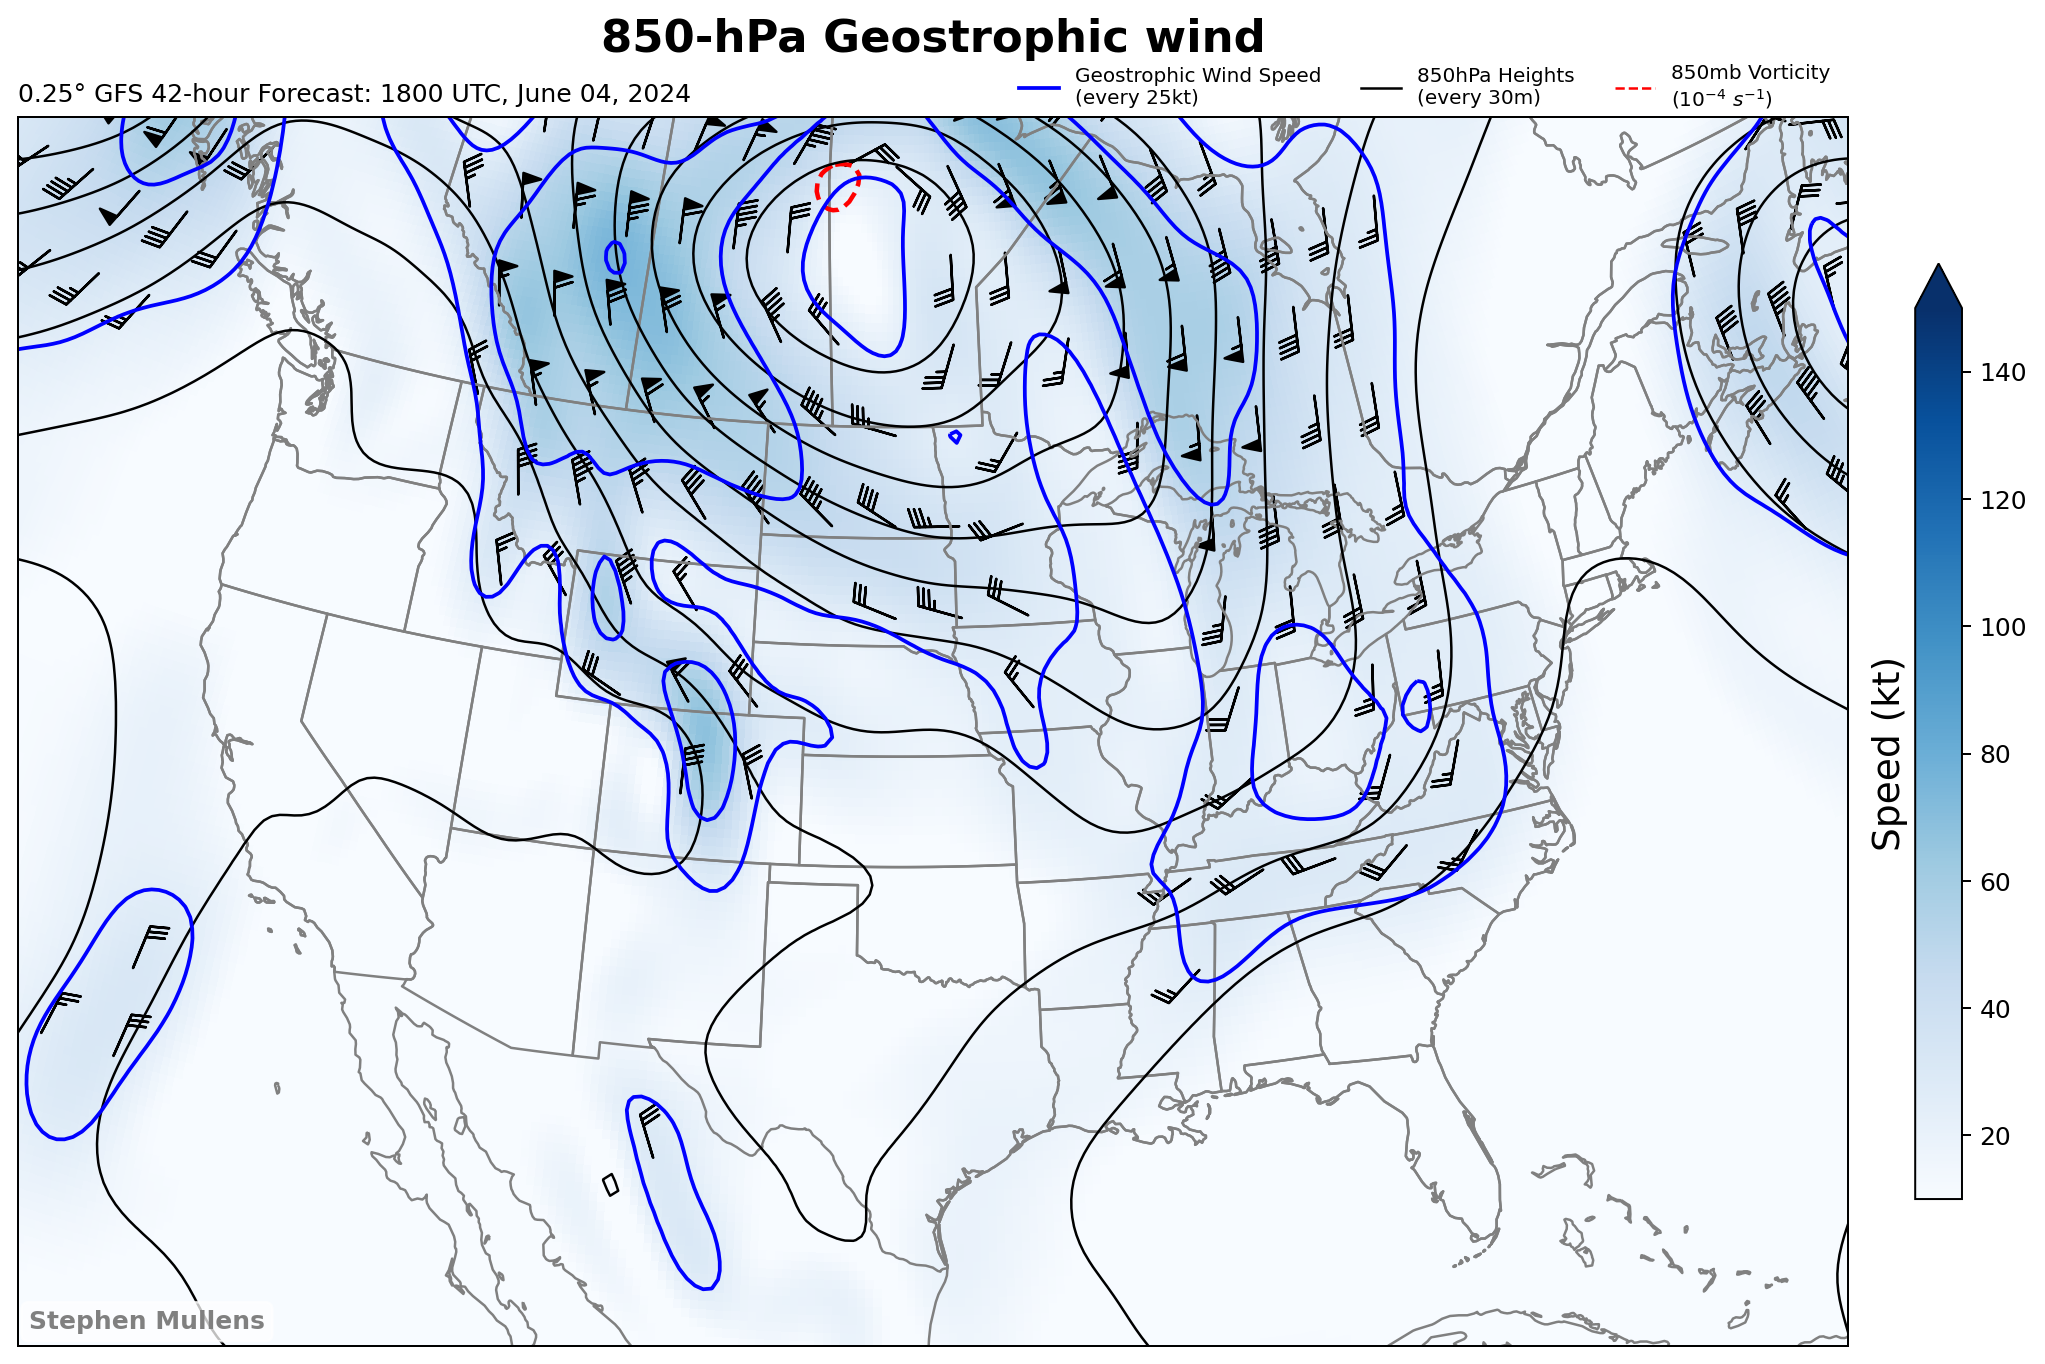 850-hPa Geostrophic wind
0.25° GFS 42-hour Forecast: 1800 UTC, June 04, 2024
Geostrophic Wind Speed
(every 25kt)
850hPa Heights
(every 30m)
850mb Vorticity
(10⁻⁴ s⁻¹)
140
120
100
80
60
40
20
Speed (kt)
Stephen Mullens